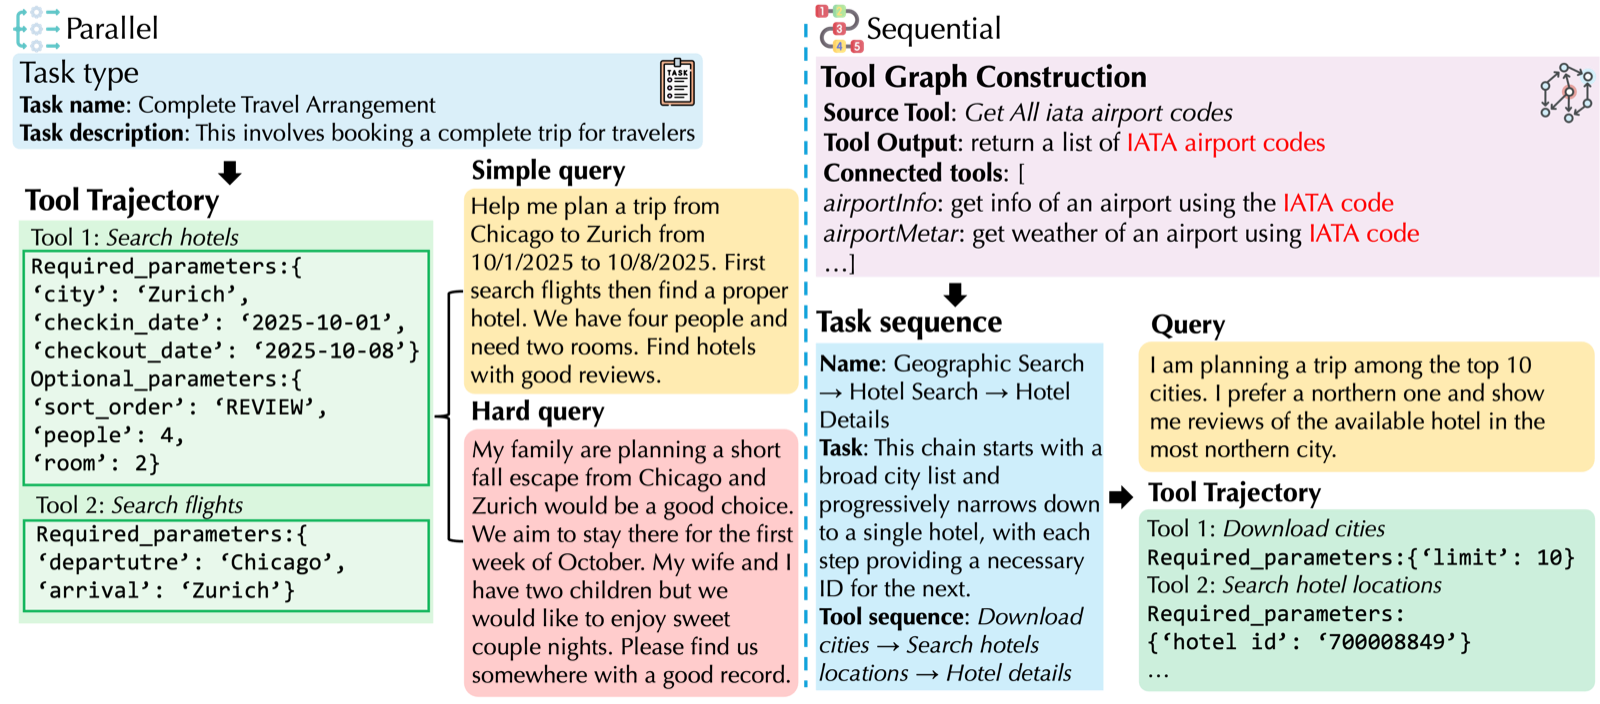 Parallel
Task type
TASK
Task name: Complete Travel Arrangement
Task description: This involves booking a complete trip for travelers
Tool Trajectory
Tool 1: Search hotels
Required_parameters:{
‘city’: ‘Zurich’,
‘checkin_date’: ‘2025-10-01’,
‘checkout_date’: ‘2025-10-08’}
Optional_parameters:{
‘sort_order’: ‘REVIEW’,
‘people’: 4,
‘room’: 2}
Tool 2: Search flights
Required_parameters:{
‘departutre’: ‘Chicago’,
‘arrival’: ‘Zurich’}
Simple query
Help me plan a trip from
Chicago to Zurich from
10/1/2025 to 10/8/2025. First
search flights then find a proper
hotel. We have four people and
need two rooms. Find hotels
with good reviews.
Hard query
My family are planning a short
fall escape from Chicago and
Zurich would be a good choice.
We aim to stay there for the first
week of October. My wife and I
have two children but we
would like to enjoy sweet
couple nights. Please find us
somewhere with a good record.
1 2 3 4 5
Sequential
Tool Graph Construction
Source Tool: Get All iata airport codes
Tool Output: return a list of IATA airport codes
Connected tools: [
airportInfo: get info of an airport using the IATA code
airportMetar: get weather of an airport using IATA code
...]
Task sequence
Name: Geographic Search
→ Hotel Search → Hotel
Details
Task: This chain starts with a
broad city list and
progressively narrows down
to a single hotel, with each
step providing a necessary
ID for the next.
Tool sequence: Download
cities → Search hotels
locations → Hotel details
Query
I am planning a trip among the top 10
cities. I prefer a northern one and show
me reviews of the available hotel in the
most northern city.
Tool Trajectory
Tool 1: Download cities
Required_parameters:{‘limit’: 10}
Tool 2: Search hotel locations
Required_parameters:
{‘hotel id’: ‘700008849’}
...